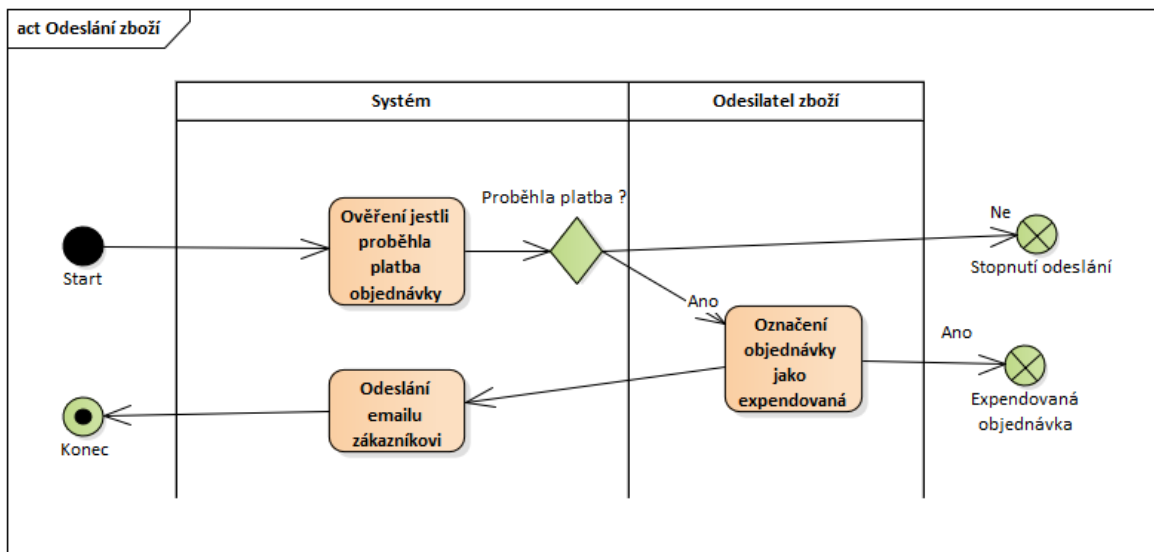 act Odeslání zboží
Systém
Odesilatel zboží
Proběhla platba ?
Ověření jestli
proběhla
platba
objednávky
Start
Ne
Stopnutí odeslání
Ano
Označení
objednávky
jako
expendovaná
Ano
Expendovaná
objednávka
Odeslání
emailu
zákazníkovi
Konec